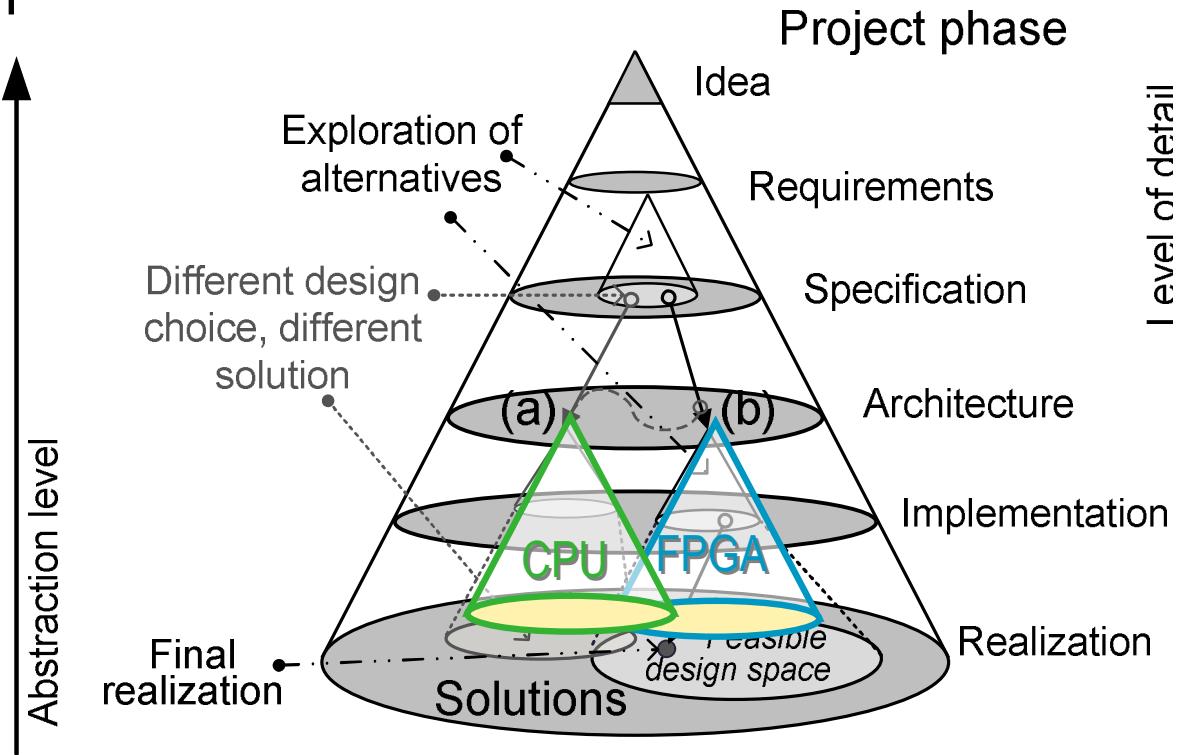 Project phase
Idea
Exploration of
alternatives
Requirements
Level of detail
Different design
choice, different
solution
Specification
(a)
(b)
Architecture
Abstraction level
Implementation
CPU
FPGA
Feasible
design space
Realization
Final
realization
Solutions